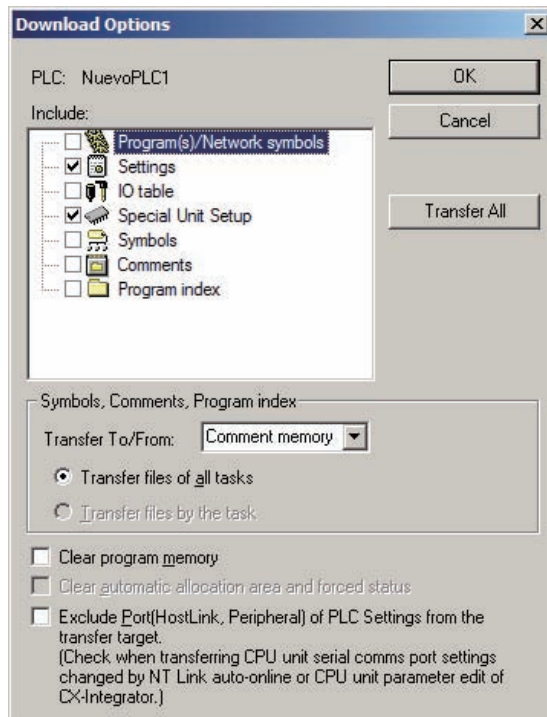 Download Options
PLC: NuevoPLC1
OK
Include:
Cancel
Program(s)/Network symbols
Settings
IO table
Transfer All
Special Unit Setup
Symbols
Comments
Program index
Symbols, Comments, Program index
Transfer To/From: Comment memory
Transfer files of all tasks
Transfer files by the task
Clear program memory
Clear automatic allocation area and forced status
Exclude Port(HostLink, Peripheral) of PLC Settings from the
transfer target.
(Check when transferring CPU unit serial comms port settings
changed by NT Link auto-online or CPU unit parameter edit of
CX-Integrator.)